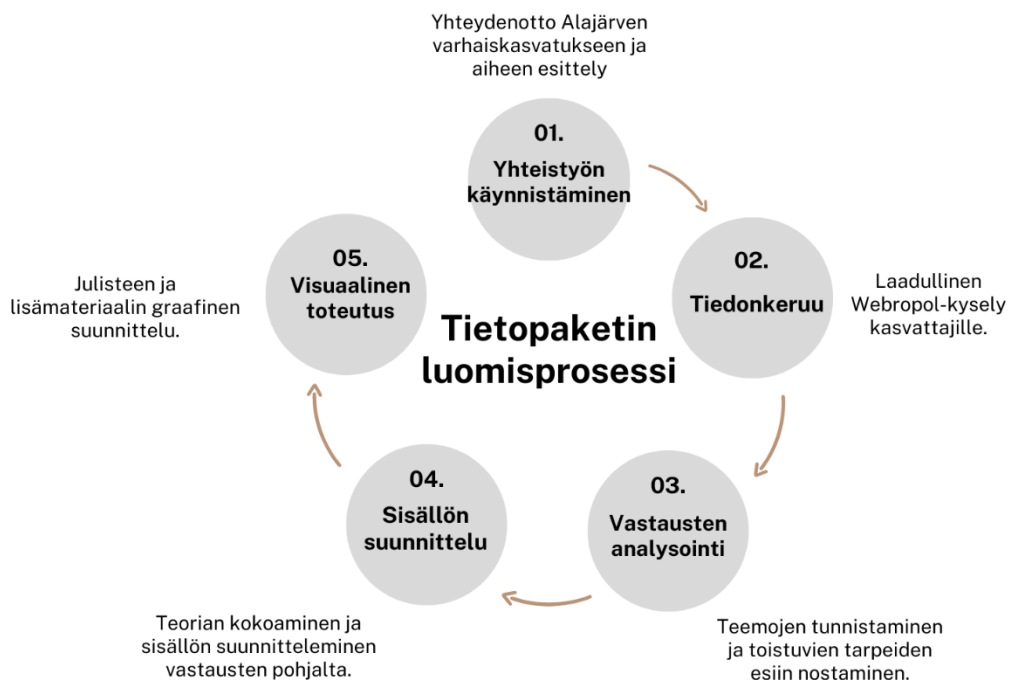 Yhteydenotto Alajärven
varhaiskasvatukseen ja
aiheen esittely
01.
Yhteistyön
käynnistäminen
02.
Tiedonkeruu
Laadullinen
Webropol-kysely
kasvattajille.
03.
Vastausten
analysointi
Teemojen tunnistaminen
ja toistuvien tarpeiden
esiin nostaminen.
04.
Sisällön
suunnittelu
Teorian kokoaminen ja
sisällön suunnitteleminen
vastausten pohjalta.
05.
Visuaalinen
toteutus
Julisteen ja
lisämateriaalin graafinen
suunnittelu.
Tietopaketin
luomisprosessi